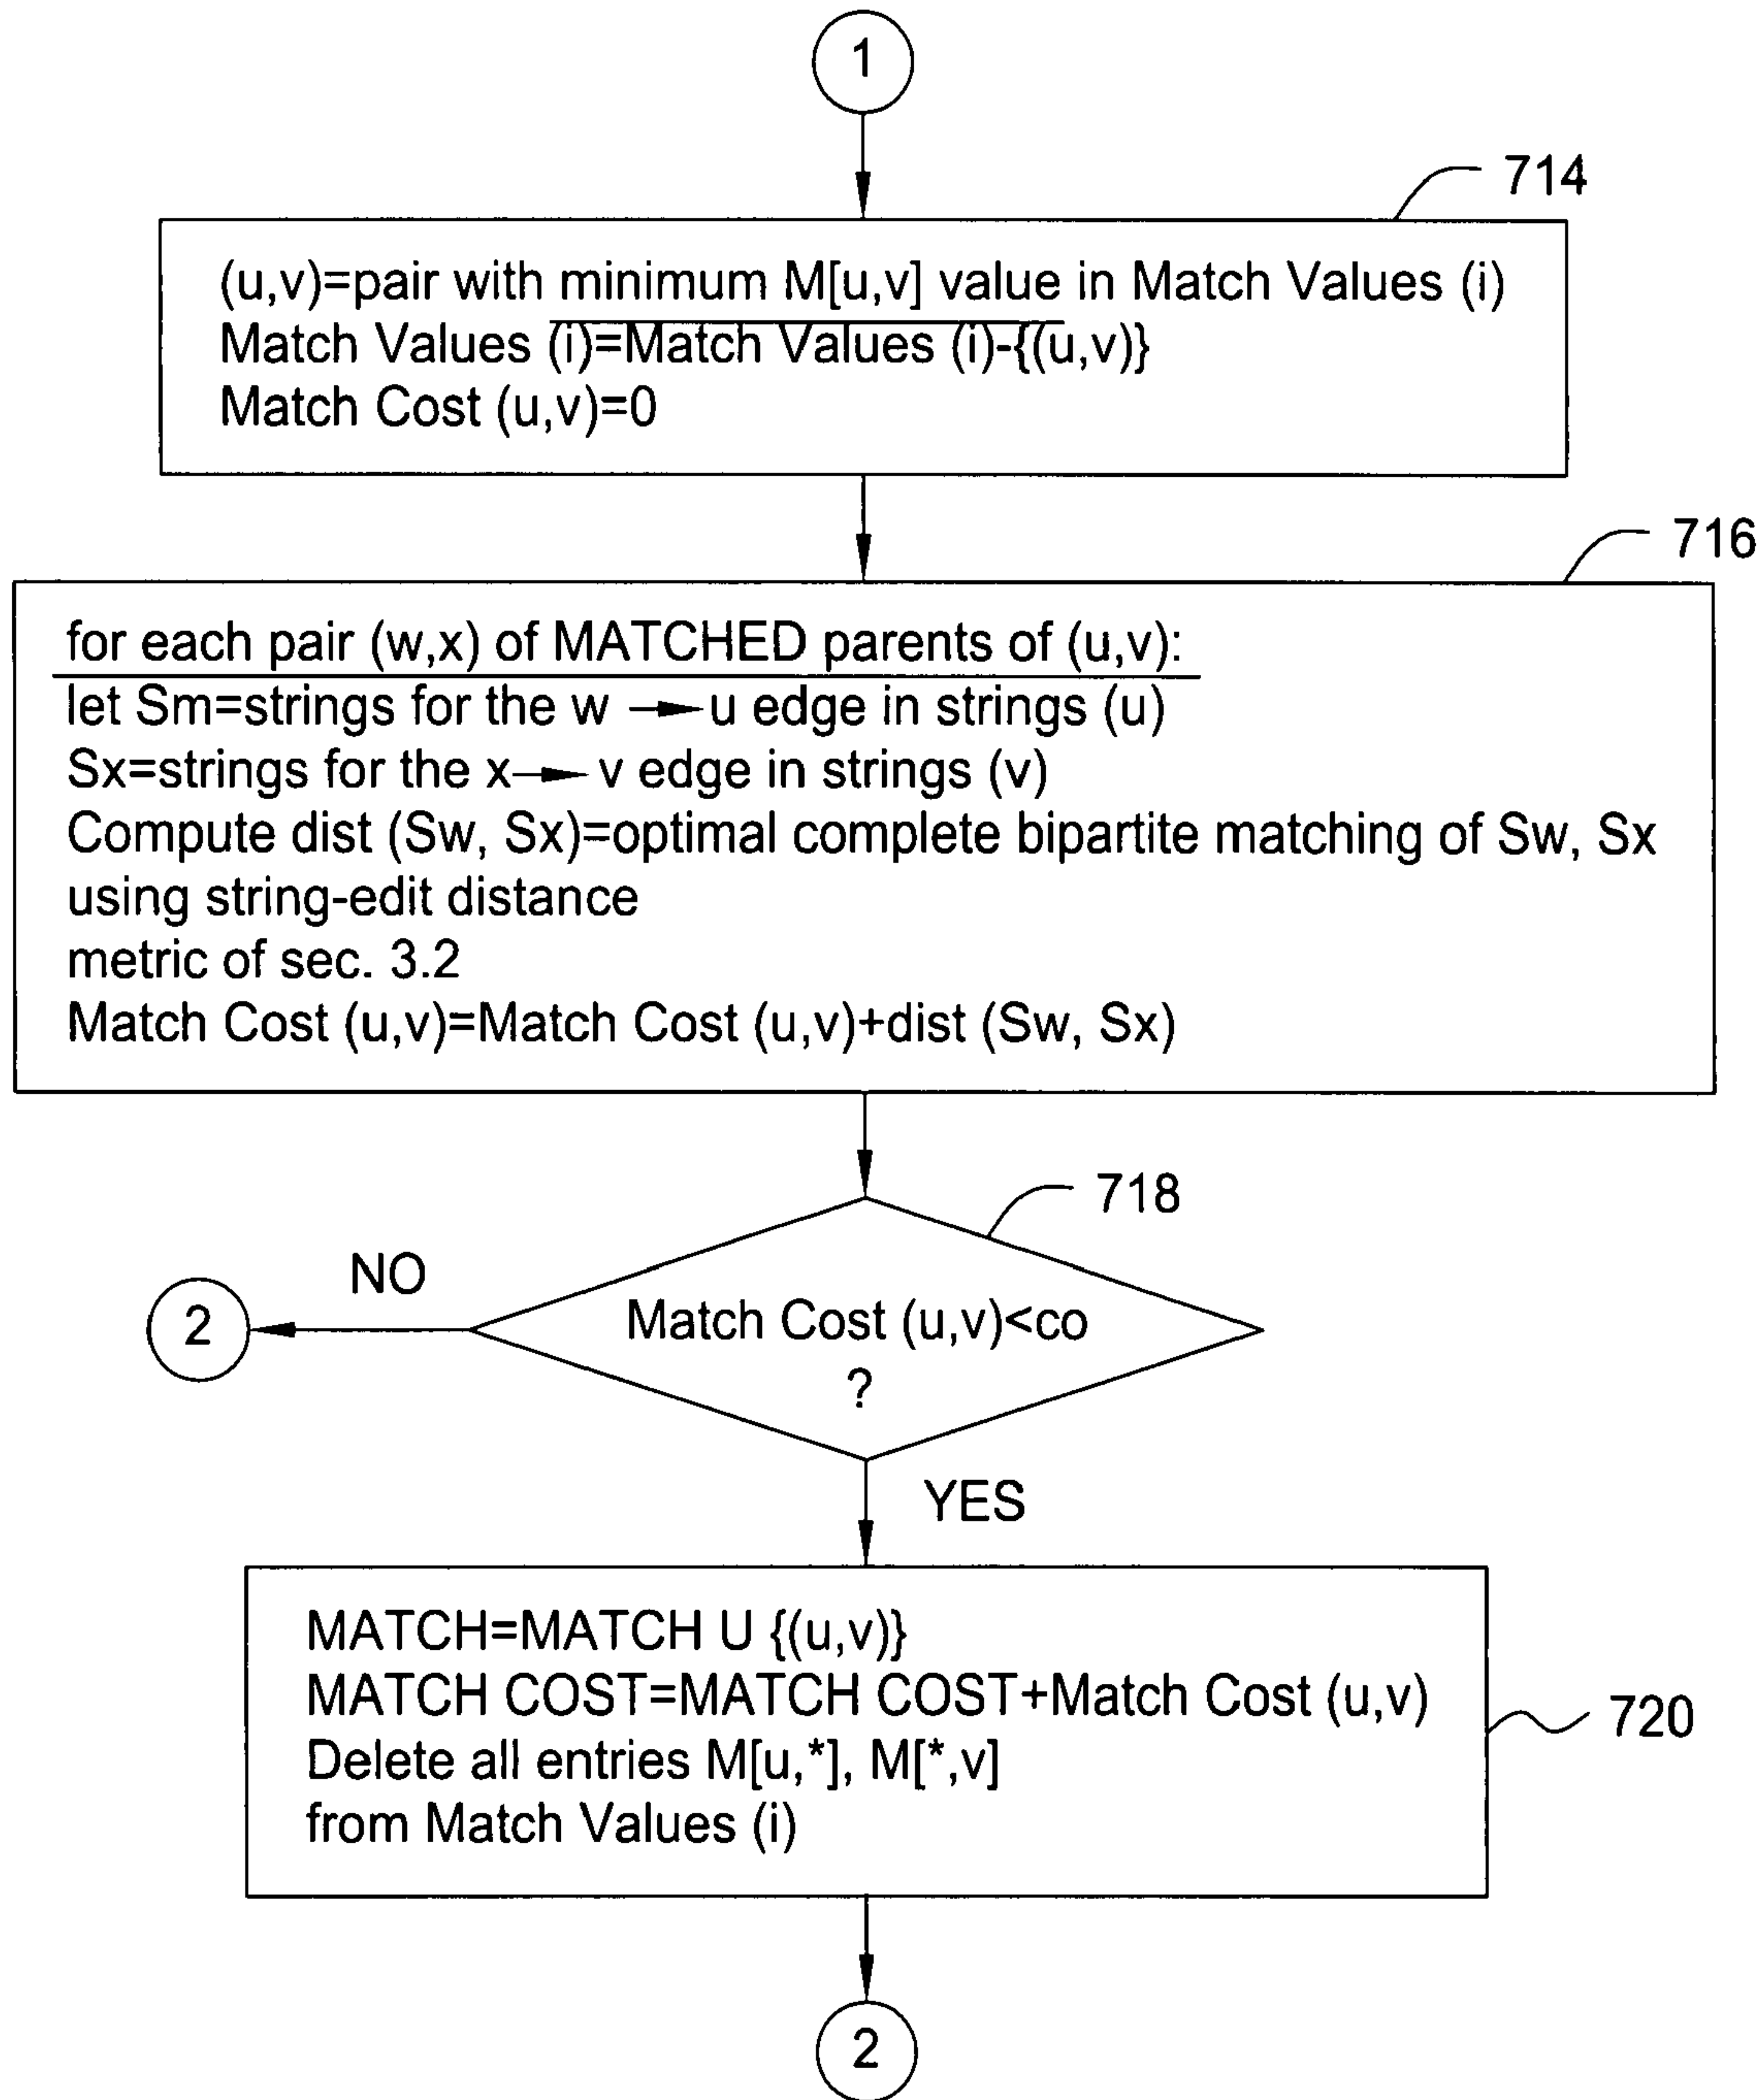 1
714
(u,v)=pair with minimum M[u,v] value in Match Values (i)
Match Values (i)=Match Values (i)-{(u,v)}
Match Cost (u,v)=0
716
for each pair (w,x) of MATCHED parents of (u,v):
let Sm=strings for the w → u edge in strings (u)
Sx=strings for the x → v edge in strings (v)
Compute dist (Sw, Sx)=optimal complete bipartite matching of Sw, Sx
using string-edit distance
metric of sec. 3.2
Match Cost (u,v)=Match Cost (u,v)+dist (Sw, Sx)
718
NO
2
Match Cost (u,v)<co
?
YES
MATCH=MATCH U {(u,v)}
MATCH COST=MATCH COST+Match Cost (u,v)
Delete all entries M[u,*], M[*,v]
from Match Values (i)
720
2